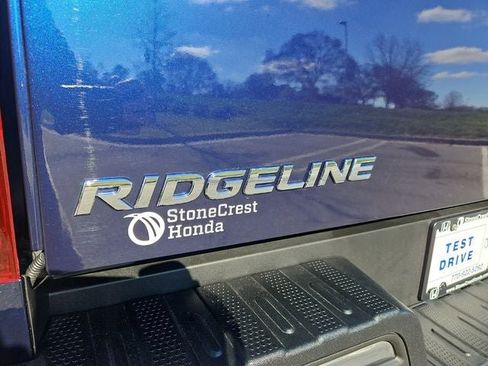 RIDGELINE
StoneCrest
Honda
TEST
DRIVE